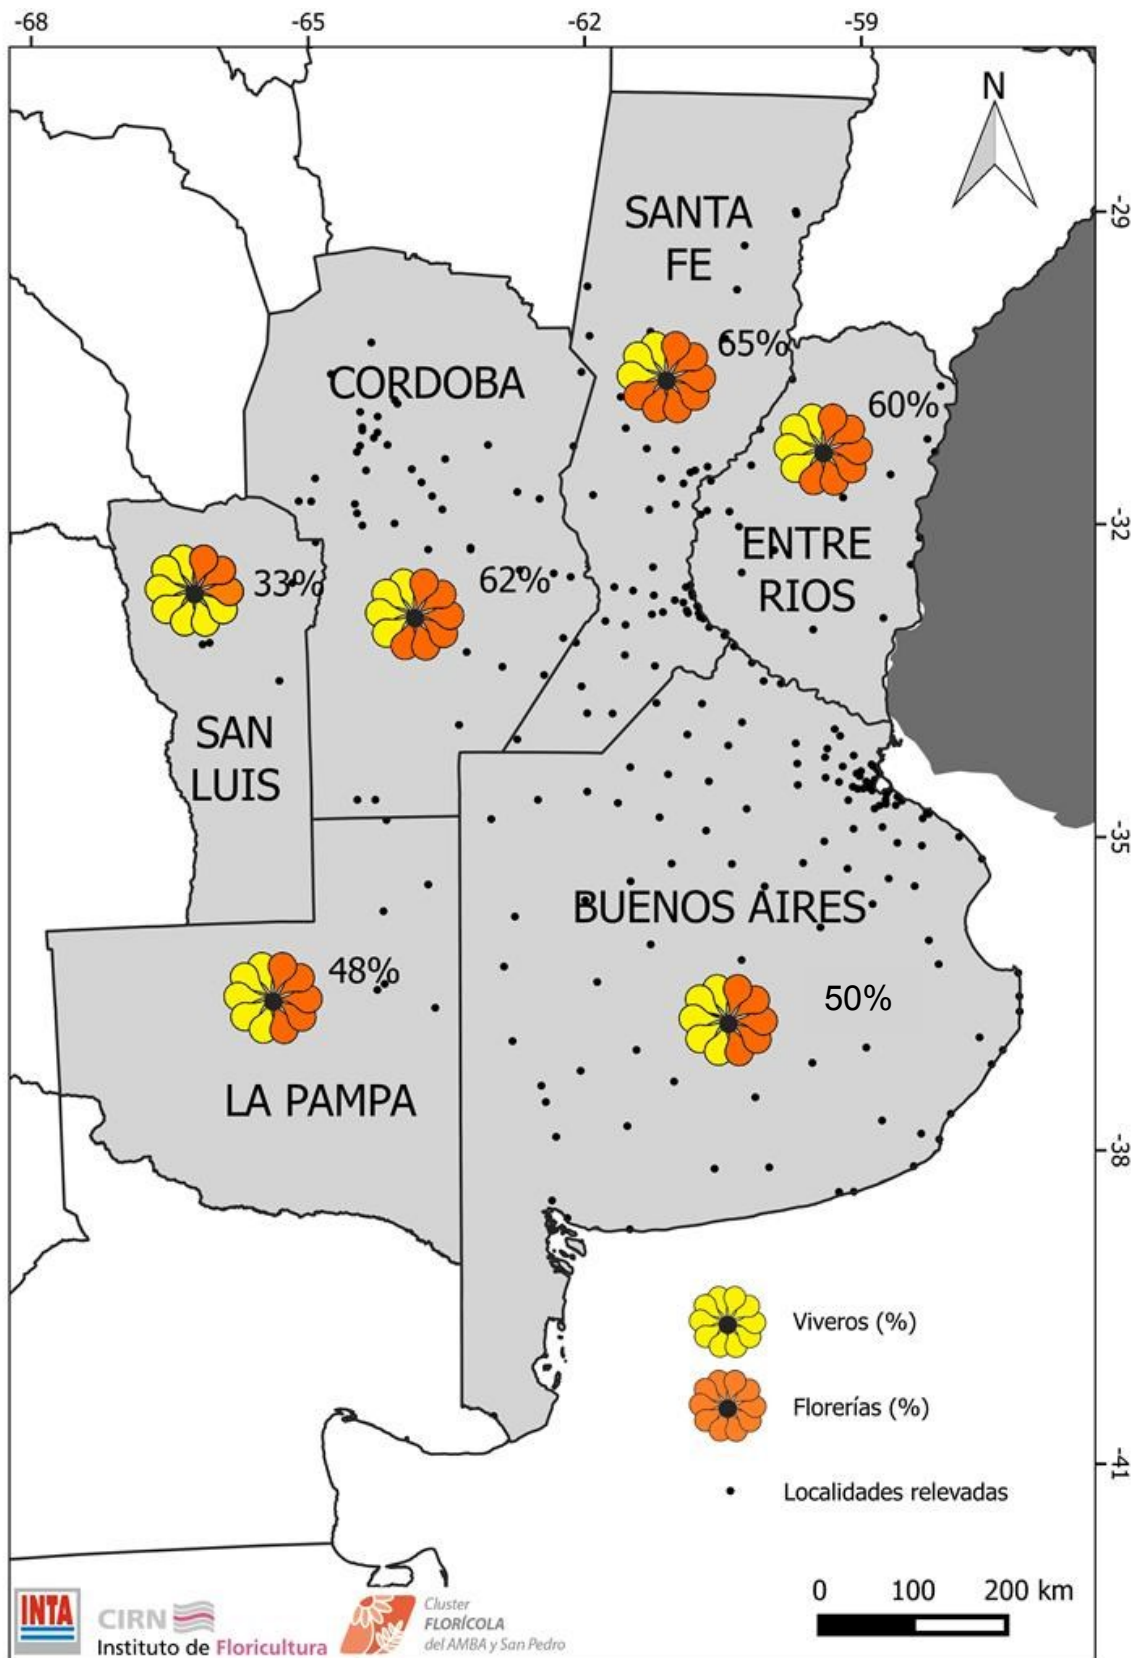 -68
-65
-62
-59
N
-29
SANTA
FE
65%
CORDOBA
60%
-32
ENTRE
RIOS
33%
62%
SAN
LUIS
-35
BUENOS AIRES
48%
50%
LA PAMPA
-38
Viveros (%)
Florerías (%)
-41
Localidades relevadas
0 100 200 km
INTA
CIRN
Instituto de Floricultura
Cluster
FLORÍCOLA
del AMBA y San Pedro